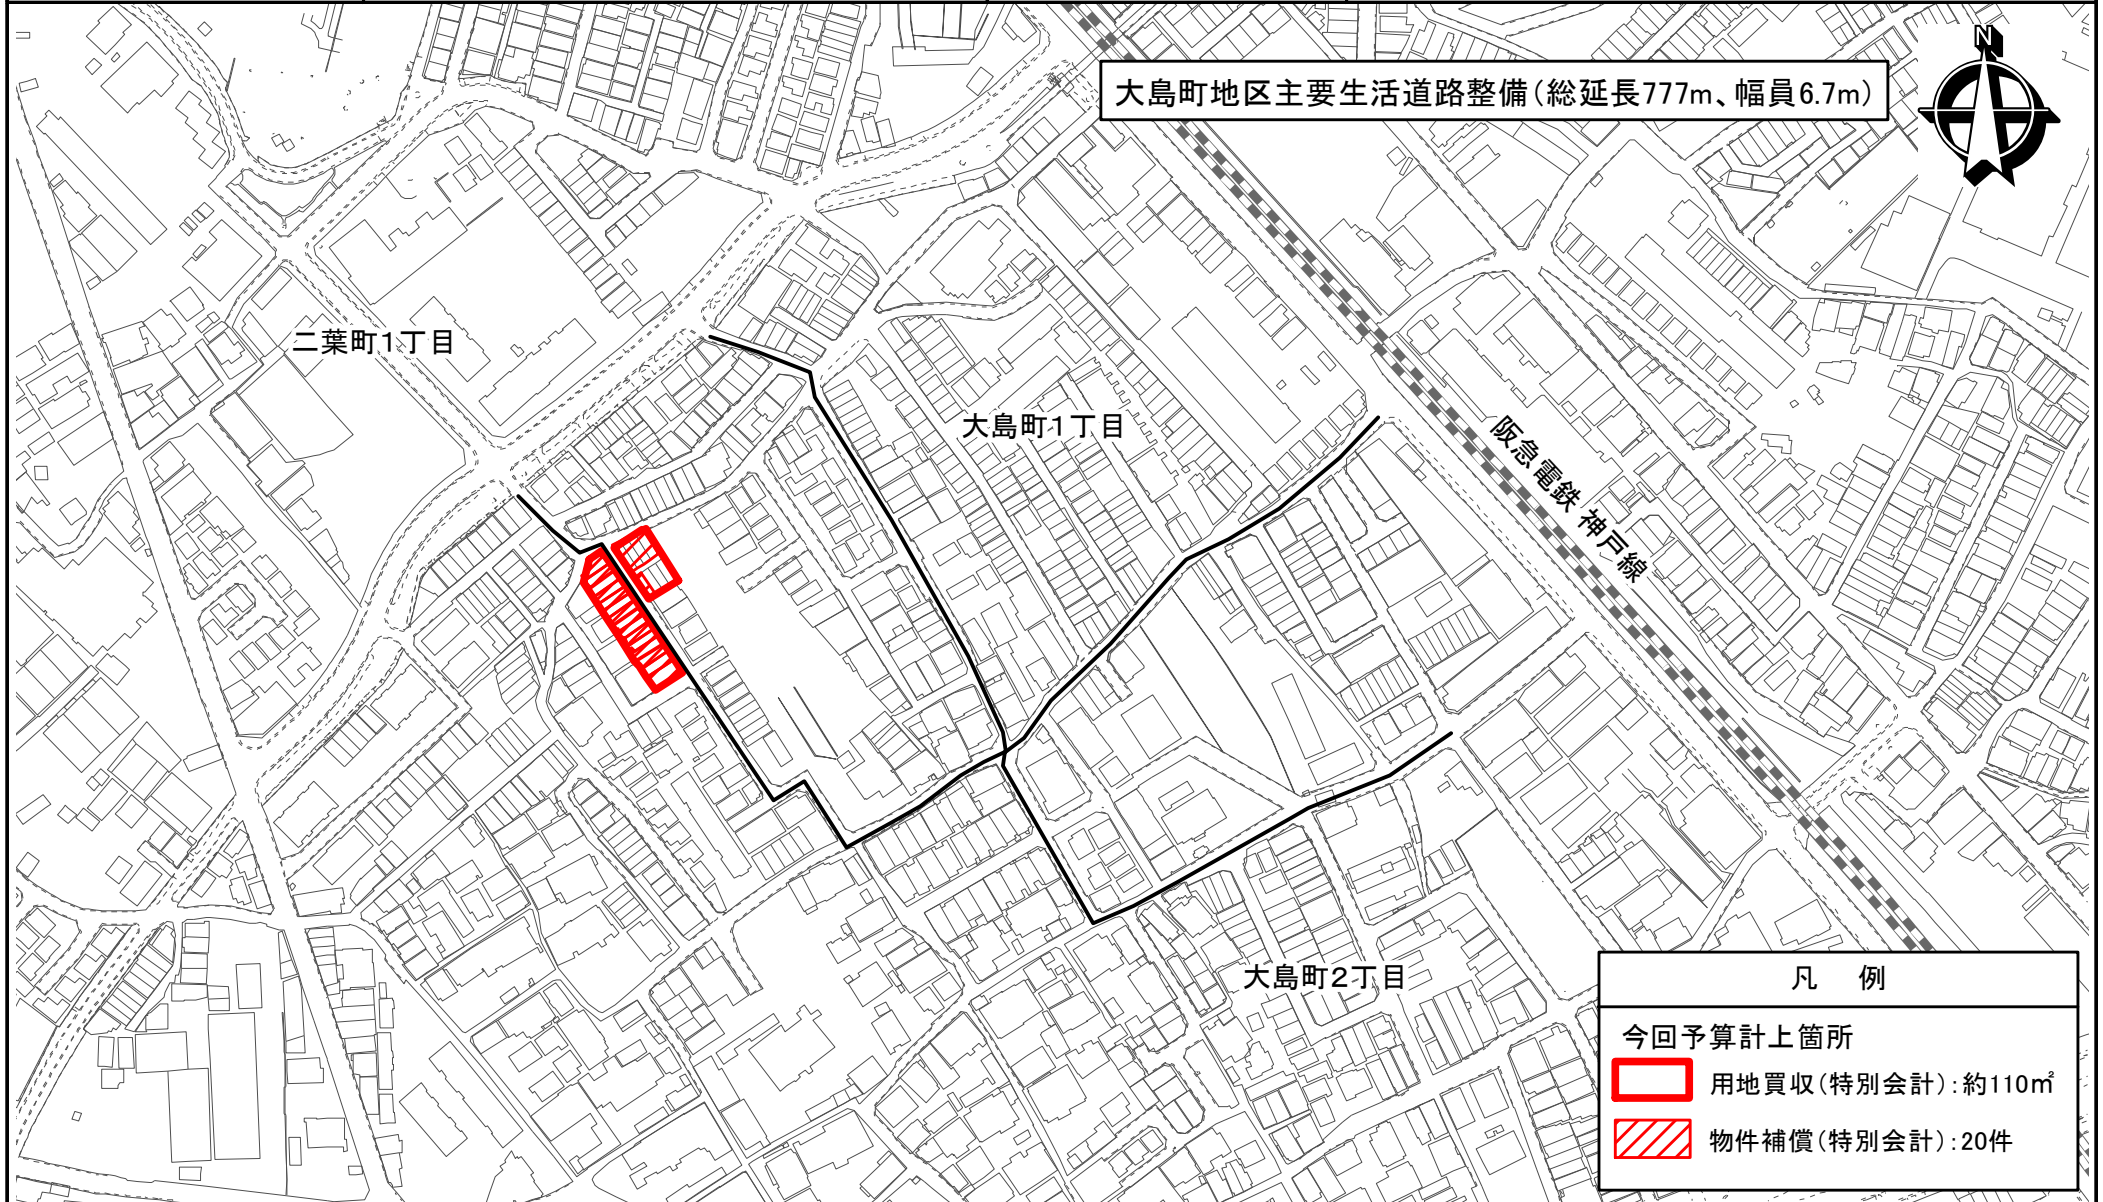 大島町地区主要生活道路整備(総延長777m、幅員6.7m)
N
二葉町1丁目
大島町1丁目
阪急電鉄 神戸線
大島町2丁目
凡 例
今回予算計上箇所
用地買収(特別会計):約110㎡
物件補償(特別会計):20件